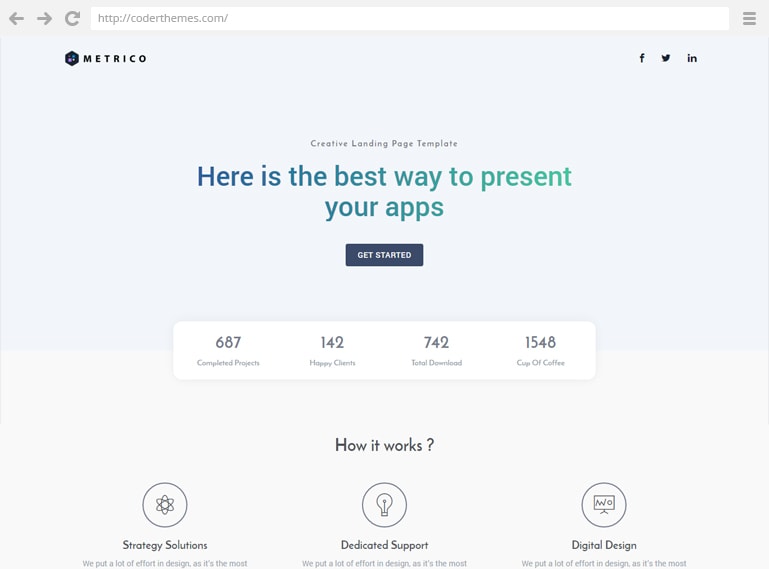 http://coderthemes.com/
METRICO
Creative Landing Page Template
Here is the best way to present
your apps
GET STARTED
687 142 742 1548
Completed Projects Happy Clients Total Download Cup Of Coffee
How it works ?
Strategy Solutions Dedicated Support Digital Design
We put a lot of effort in design, as it's the most We put a lot of effort in design, as it's the most We put a lot of effort in design, as it's the most